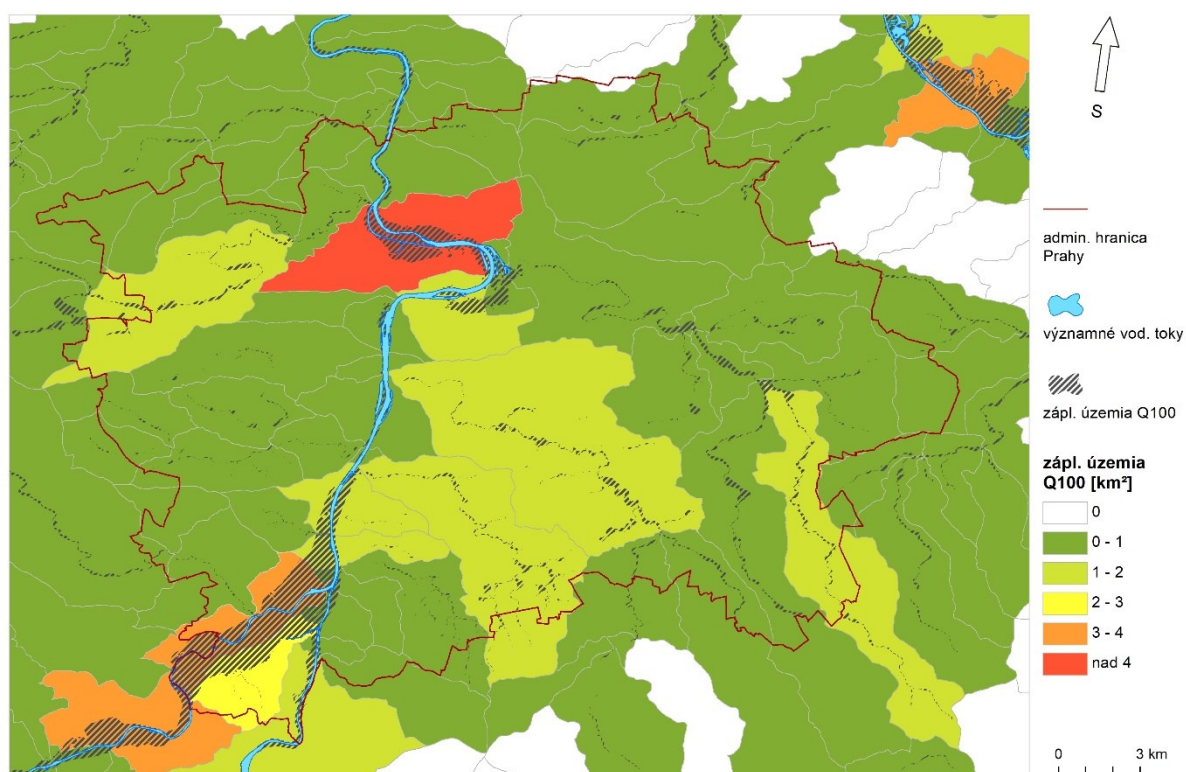 S
admin. hranica
Prahy
významné vod. toky
zápl. územia Q100
zápl. územia
Q100 [km²]
0
0 - 1
1 - 2
2 - 3
3 - 4
nad 4
0 3 km